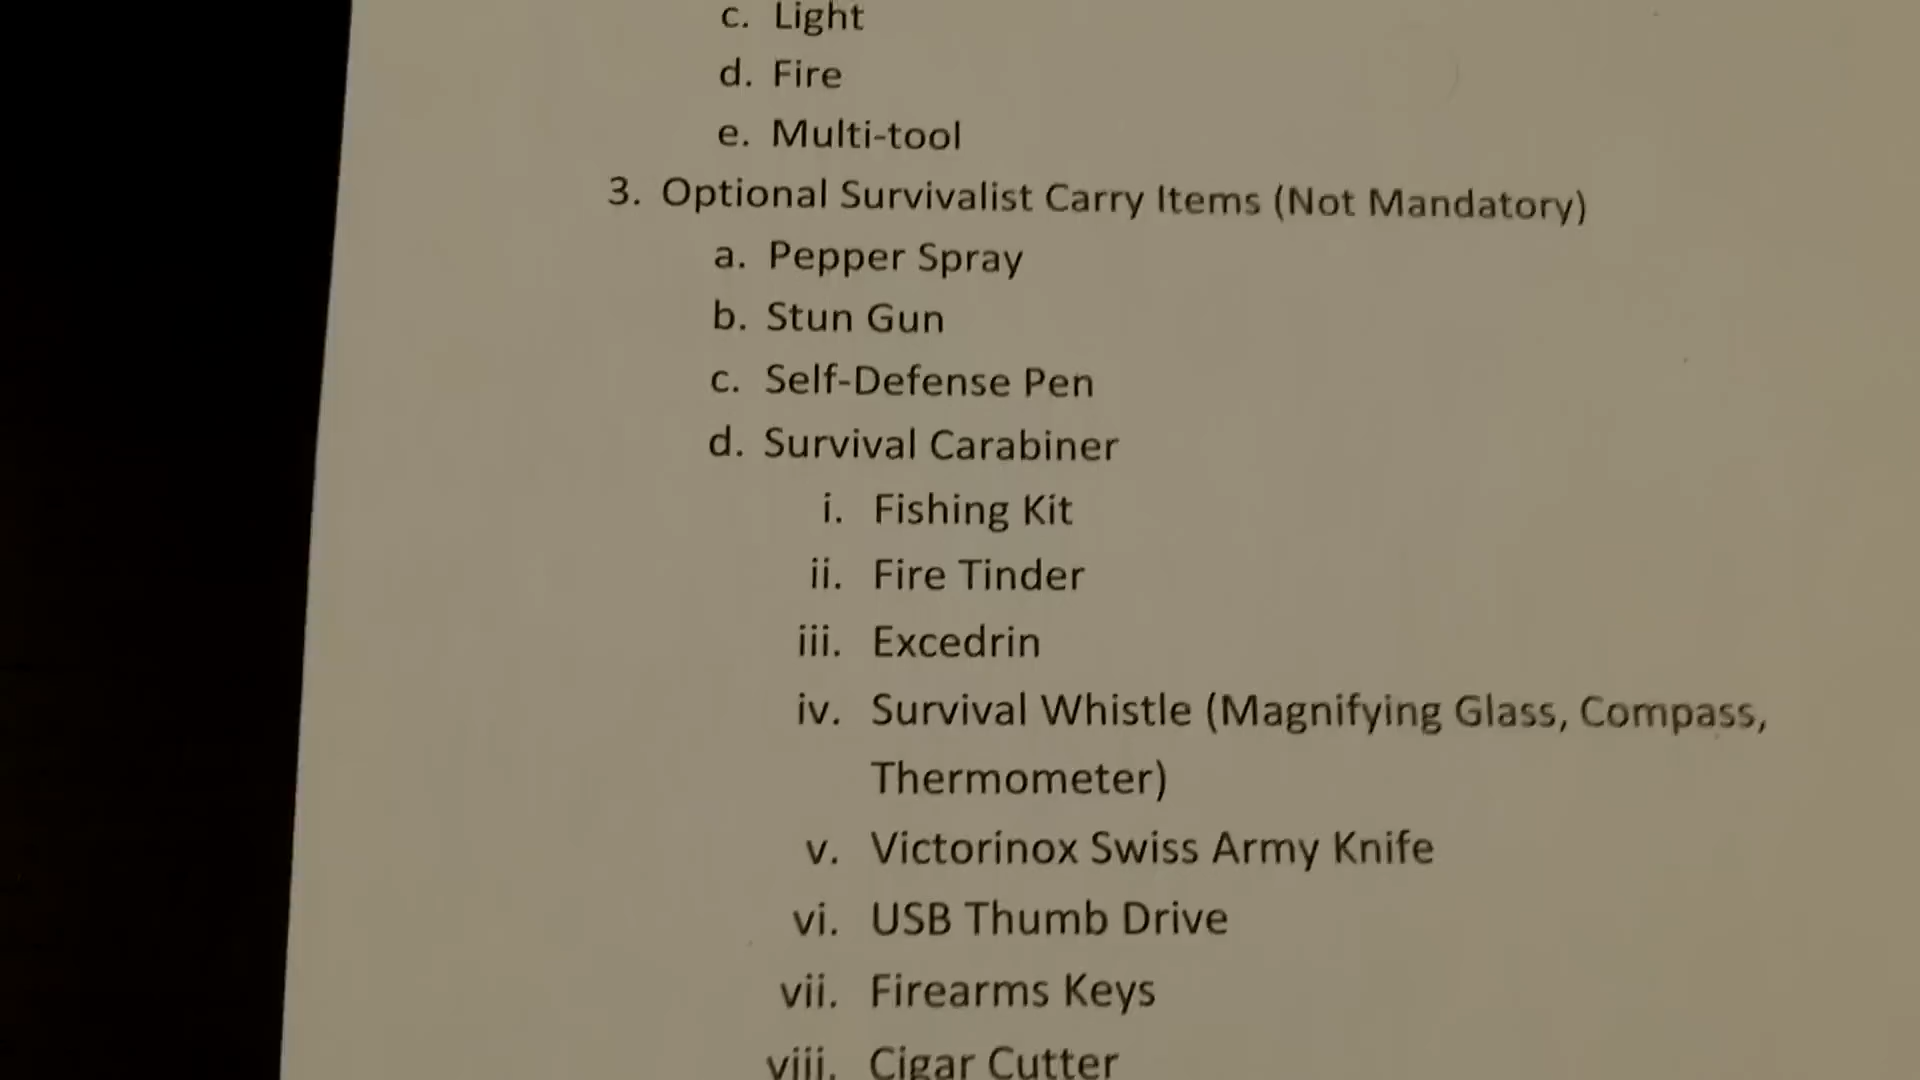 c. Light
d. Fire
e. Multi-tool
3. Optional Survivalist Carry Items (Not Mandatory)
a. Pepper Spray
b. Stun Gun
c. Self-Defense Pen
d. Survival Carabiner
i. Fishing Kit
ii. Fire Tinder
iii. Excedrin
iv. Survival Whistle (Magnifying Glass, Compass,
Thermometer)
v. Victorinox Swiss Army Knife
vi. USB Thumb Drive
vii. Firearms Keys
viii. Cigar Cutter